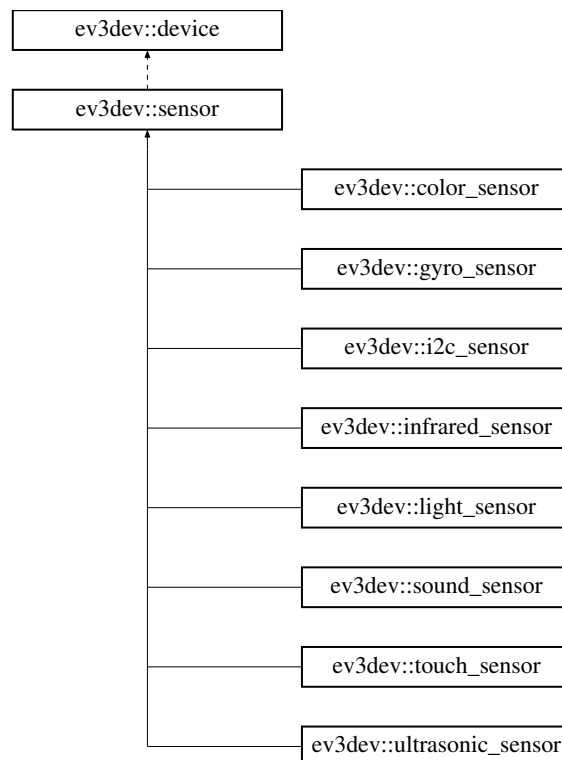 ev3dev::device
ev3dev::sensor
ev3dev::color_sensor
ev3dev::gyro_sensor
ev3dev::i2c_sensor
ev3dev::infrared_sensor
ev3dev::light_sensor
ev3dev::sound_sensor
ev3dev::touch_sensor
ev3dev::ultrasonic_sensor